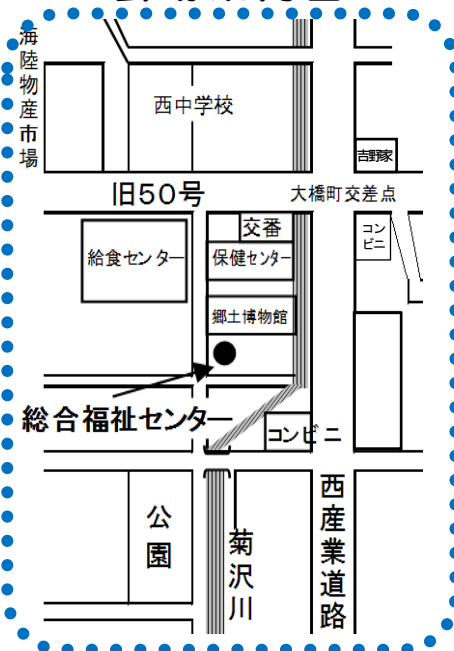 海陸物産市場
西中学校
吉野家
旧50号
大橋町交差点
交番
コン
ビニ
給食センター
保健センター
郷土博物館
総合福祉センター
コンビニ
公園
菊沢川
西産業道路